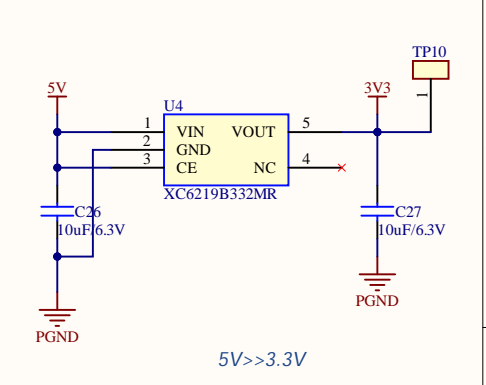 TP10
5V
3V3
1
U4
1
VIN
VOUT
5
2
GND
3
CE
NC
4
XC6219B332MR
C26
10uF/6.3V
C27
10uF/6.3V
PGND
PGND
5V>>3.3V